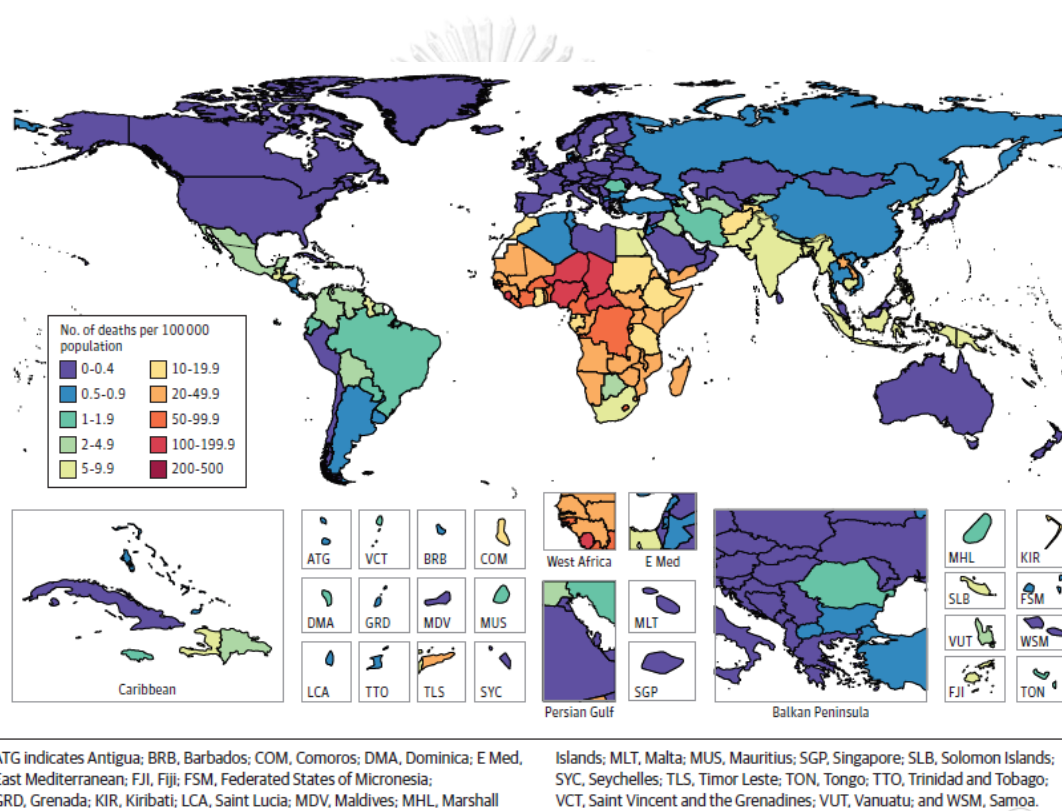 No. of deaths per 100 000
population
0-0.4
10-19.9
0.5-0.9
20-49.9
1-1.9
50-99.9
2-4.9
100-199.9
5-9.9
200-500
Caribbean
ATG
VCT
BRB
COM
DMA
GRD
MDV
MUS
LCA
TTO
TLS
SYC
West Africa
E Med
Persian Gulf
MLT
SGP
Balkan Peninsula
MHL
KIR
SLB
FSM
VUT
WSM
FJI
TON
ATG indicates Antigua; BRB, Barbados; COM, Comoros; DMA, Dominica; E Med,
East Mediterranean; FJI, Fiji; FSM, Federated States of Micronesia;
GRD, Grenada; KIR, Kiribati; LCA, Saint Lucia; MDV, Maldives; MHL, Marshall
Islands; MLT, Malta; MUS, Mauritius; SGP, Singapore; SLB, Solomon Islands;
SYC, Seychelles; TLS, Timor Leste; TON, Tongo; TTO, Trinidad and Tobago;
VCT, Saint Vincent and the Grenadines; VUT, Vanuatu; and WSM, Samoa.